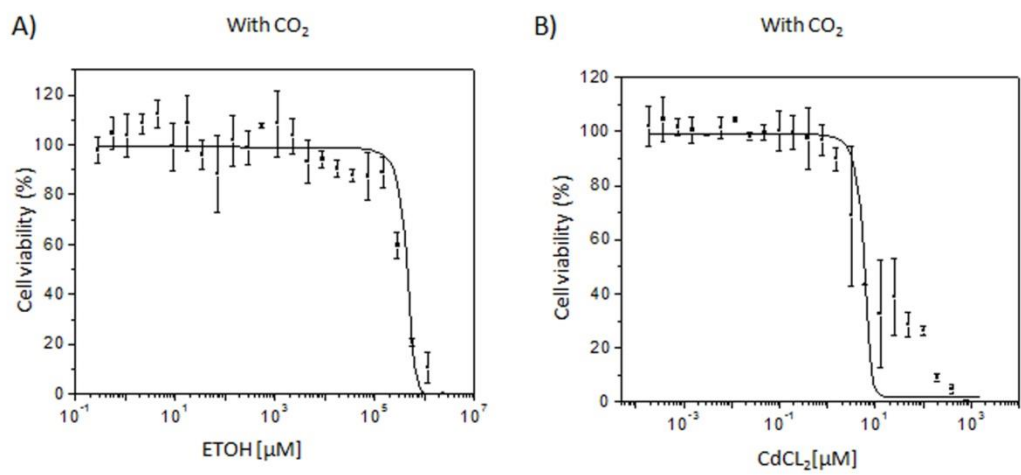 A)
With CO₂
Cell viability (%)
120
100
80
60
40
20
0
10⁻¹ 10¹ 10³ 10⁵ 10⁷
ETOH [µM]
B)
With CO₂
Cell viability (%)
120
100
80
60
40
20
0
10⁻³ 10⁻¹ 10¹ 10³
CdCL₂[µM]